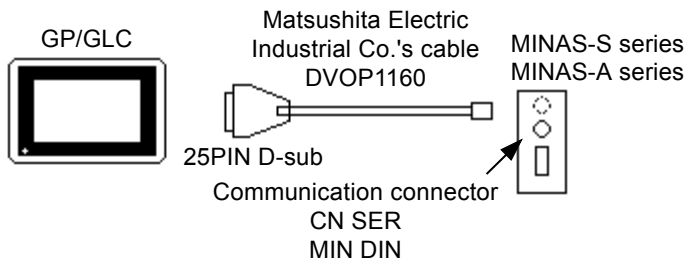 GP/GLC
Matsushita Electric
Industrial Co.'s cable
DVOP1160
MINAS-S series
MINAS-A series
25PIN D-sub
Communication connector
CN SER
MIN DIN